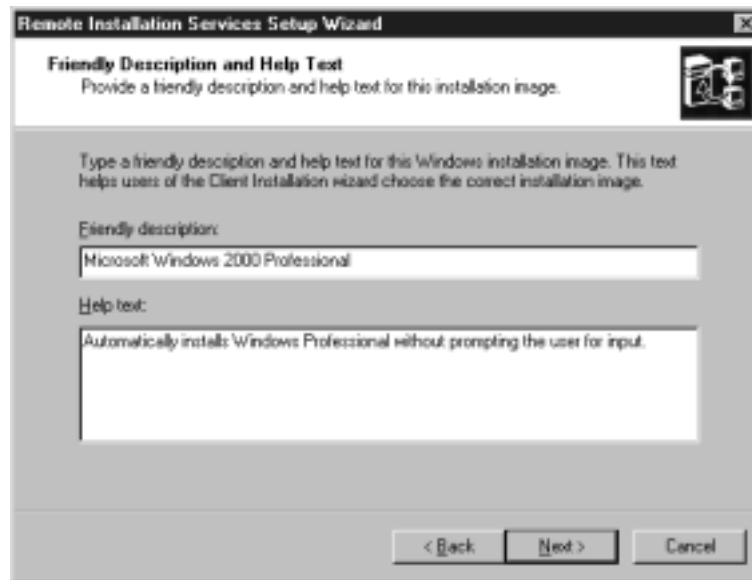 Remote Installation Services Setup Wizard
Friendly Description and Help Text
Provide a friendly description and help text for this installation image.
Type a friendly description and help text for this Windows installation image. This text
helps users of the Client Installation wizard choose the correct installation image.
Friendly description:
Microsoft Windows 2000 Professional
Help text:
Automatically installs Windows Professional without prompting the user for input.
< Back
Next >
Cancel